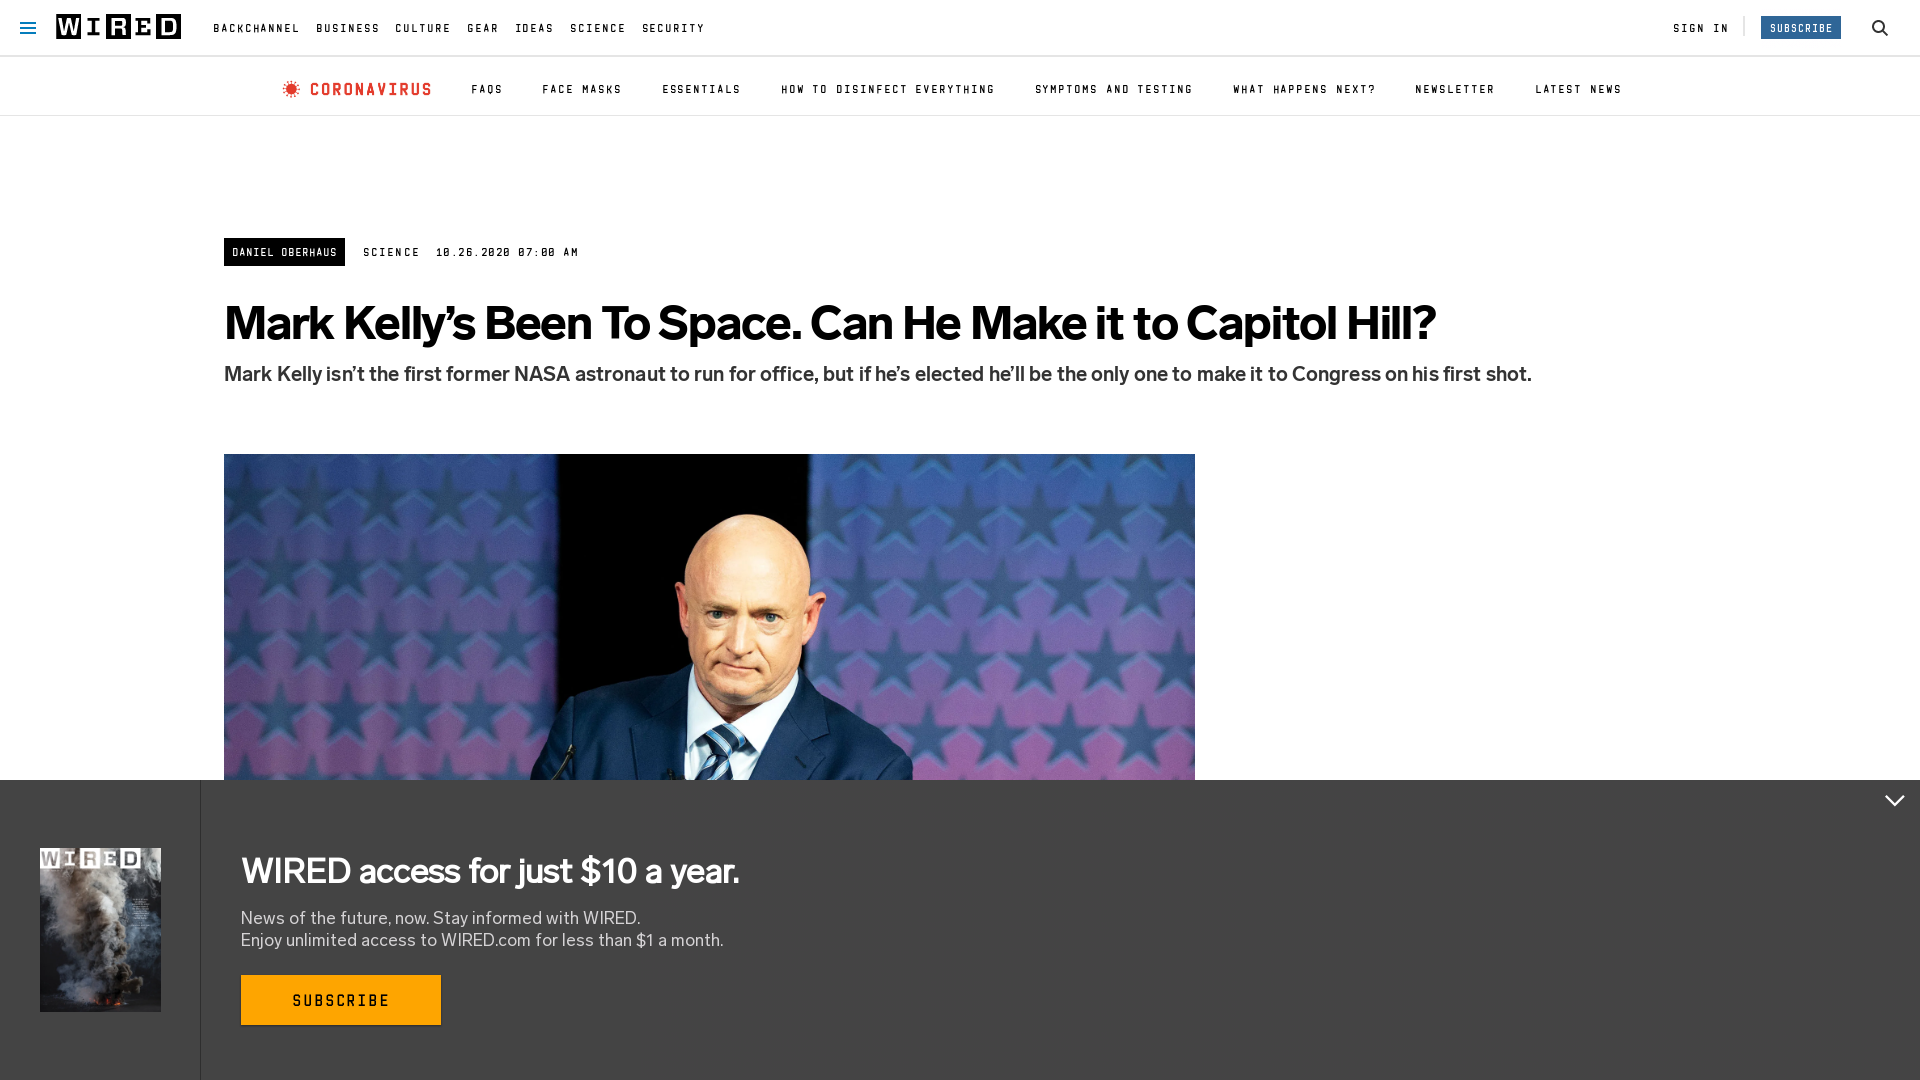 WIRED
BACKCHANNEL BUSINESS CULTURE GEAR IDEAS SCIENCE SECURITY
SIGN IN
SUBSCRIBE
CORONAVIRUS
FAQS
FACE MASKS
ESSENTIALS
HOW TO DISINFECT EVERYTHING
SYMPTOMS AND TESTING
WHAT HAPPENS NEXT?
NEWSLETTER
LATEST NEWS
DANIEL OBERHAUS SCIENCE 10.26.2020 07:00 AM
Mark Kelly’s Been To Space. Can He Make it to Capitol Hill?
Mark Kelly isn’t the first former NASA astronaut to run for office, but if he’s elected he’ll be the only one to make it to Congress on his first shot.
WIRED
WIRED access for just $10 a year.
News of the future, now. Stay informed with WIRED.
Enjoy unlimited access to WIRED.com for less than $1 a month.
SUBSCRIBE